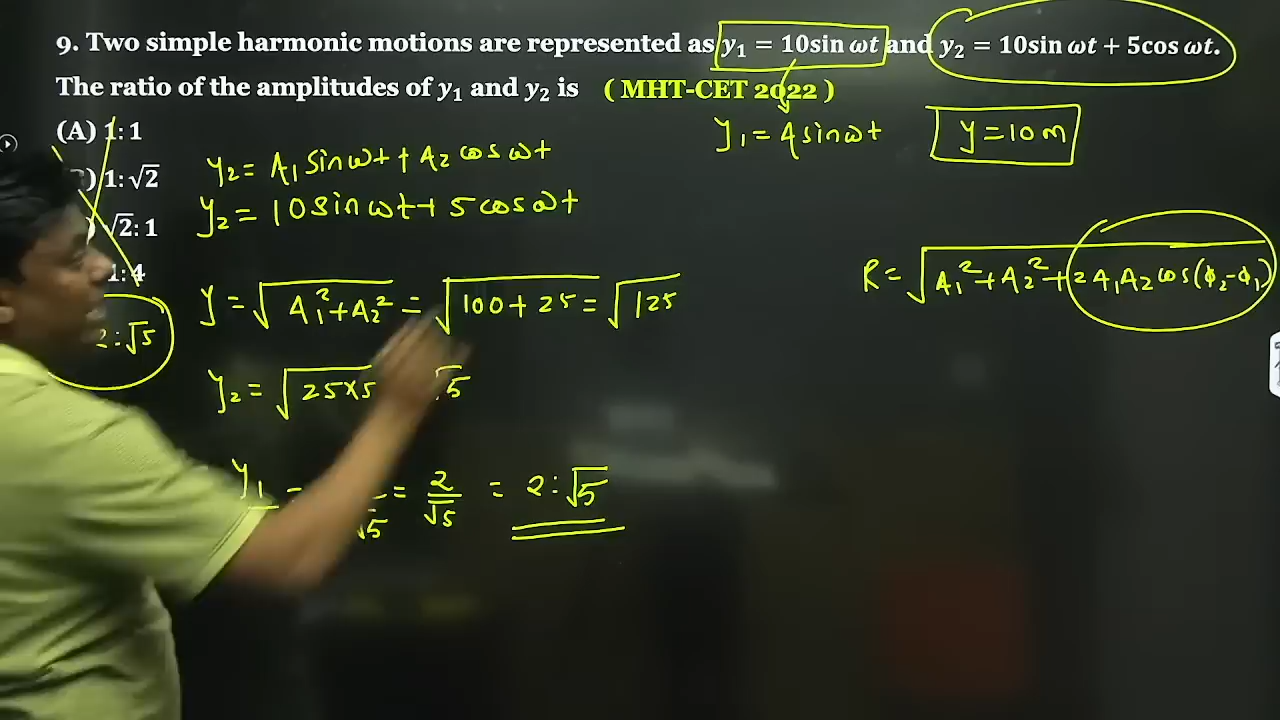 9. Two simple harmonic motions are represented as y₁ = 10sin ωt and y₂ = 10sin ωt + 5cos ωt.
The ratio of the amplitudes of y₁ and y₂ is ( MHT-CET 2022 )
y₁ = A sin ωt
y = 10 m
(A) 1: 1
) 1: √2
) √2: 1
1: 4
2 : √5
y₂ = A₁ sin ωt + A₂ cos ωt
y₂ = 10 sin ωt + 5 cos ωt
R = √A₁² + A₂² + 2A₁A₂ cos(ϕ₂-ϕ₁)
y = √A₁² + A₂² = √100 + 25 = √125
y₂ = √25×5 √5
y₁ = √5 = 2/√5 = 2 : √5